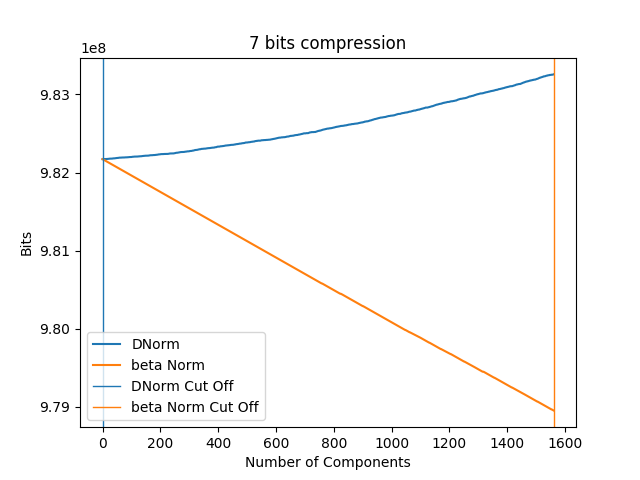 7 bits compression
1e8
9.83
9.82
9.81
9.80
9.79
Bits
DNorm
beta Norm
DNorm Cut Off
beta Norm Cut Off
0 200 400 600 800 1000 1200 1400 1600
Number of Components